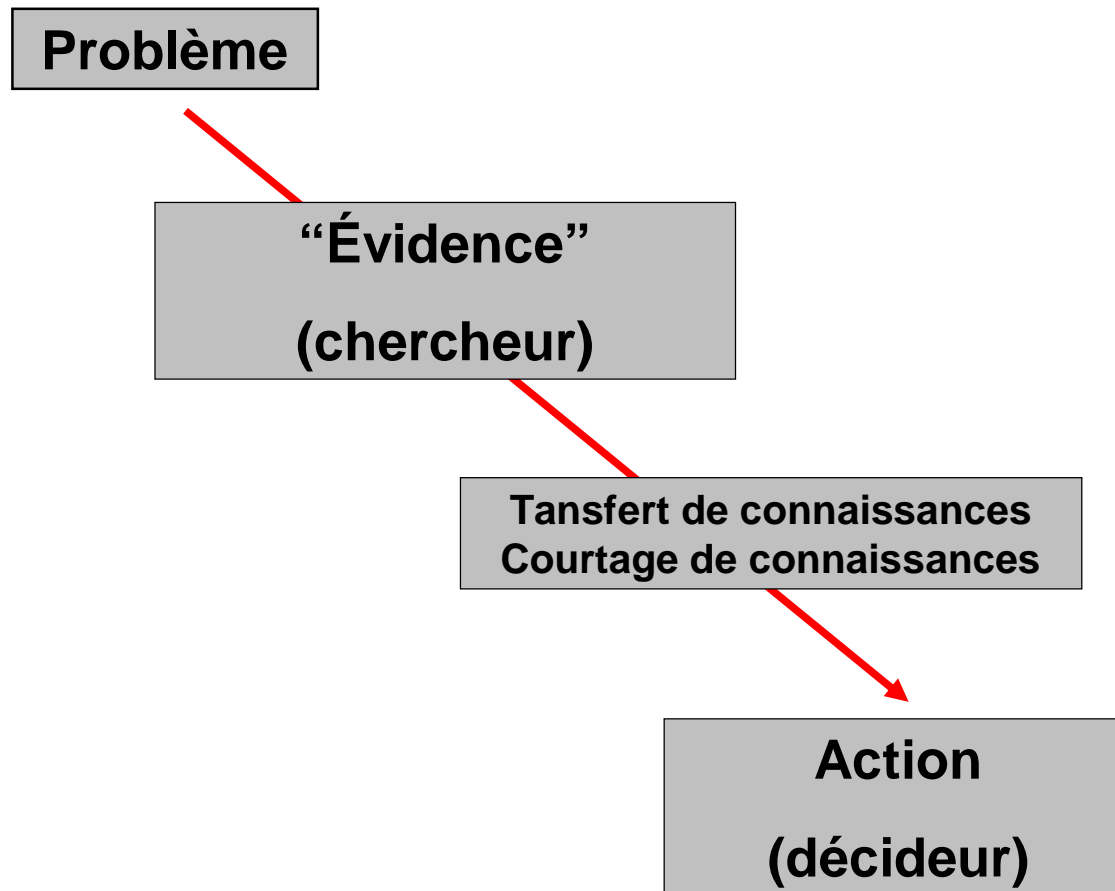 Problème
“Évidence”
(chercheur)
Tansfert de connaissances
Courtage de connaissances
Action
(décideur)